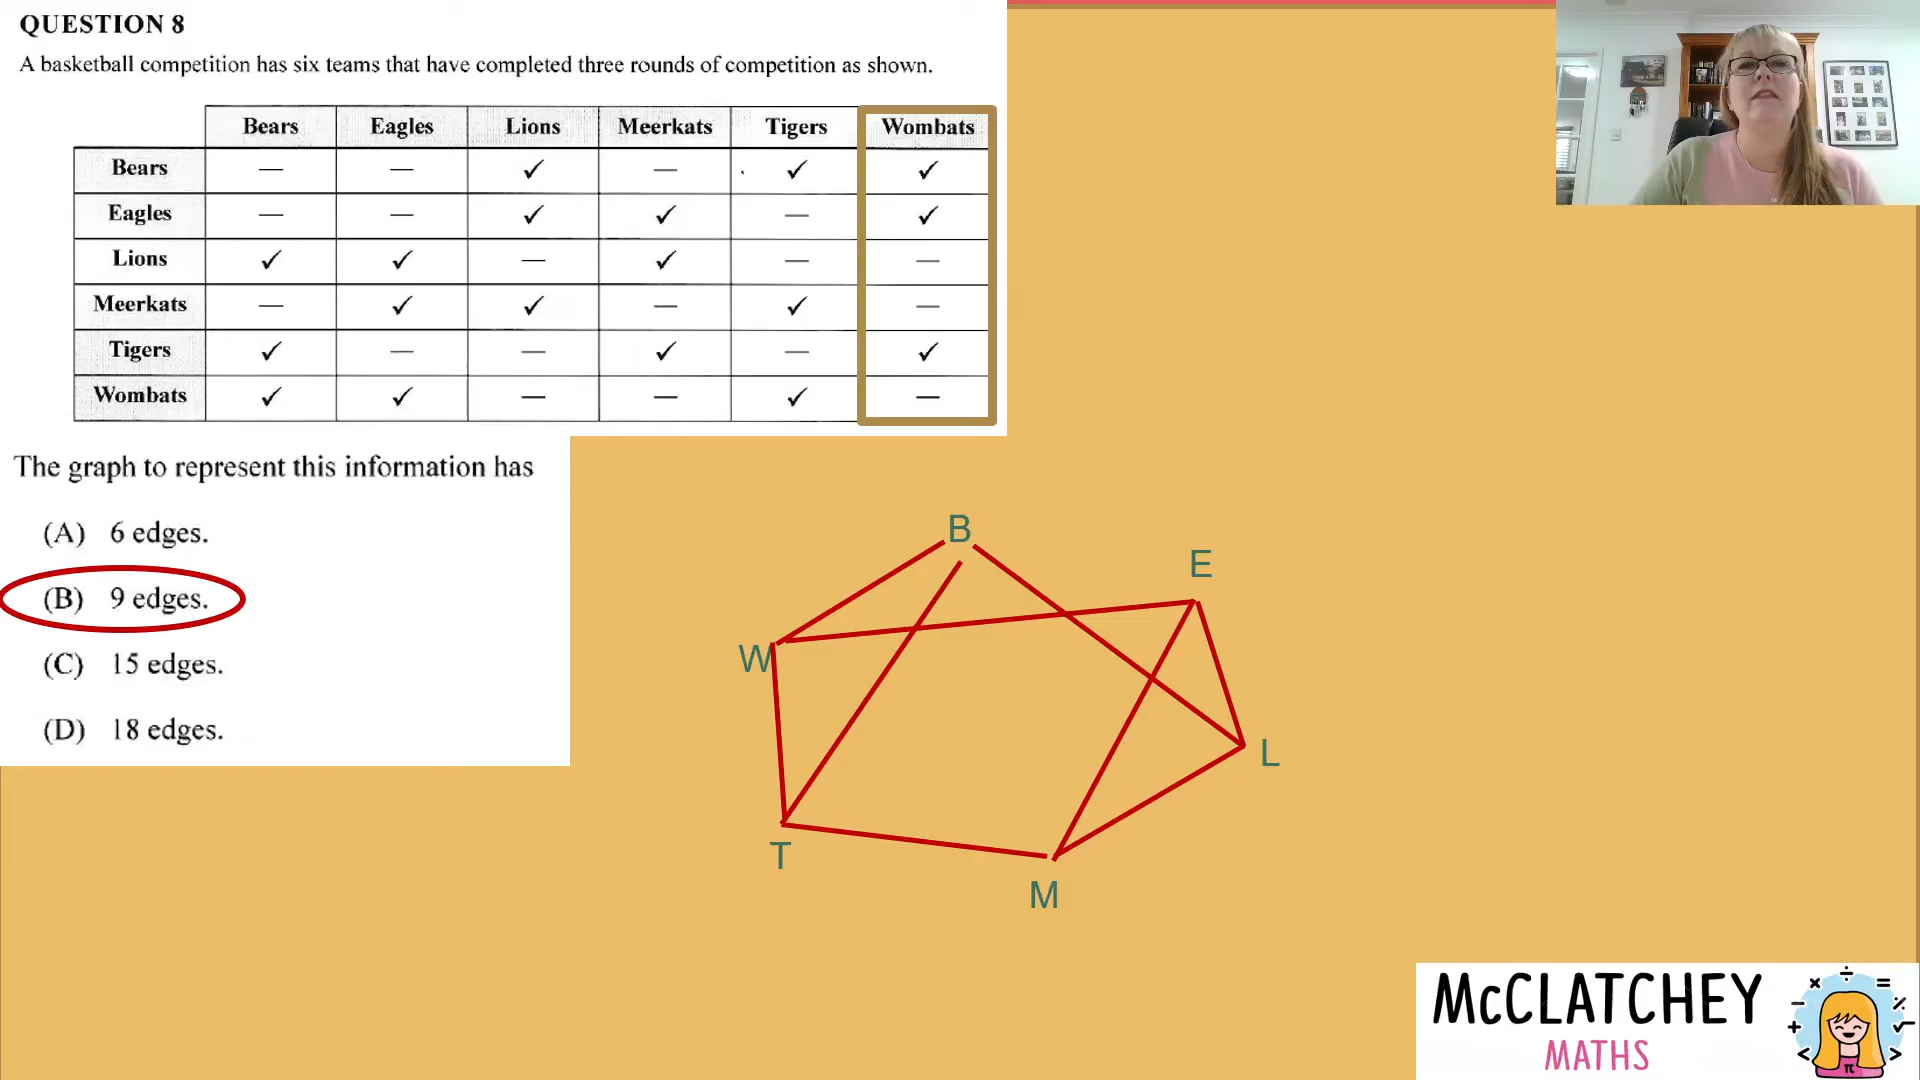 QUESTION 8
A basketball competition has six teams that have completed three rounds of competition as shown.
Bears Eagles Lions Meerkats Tigers Wombats
Bears — — ✓ — ✓ ✓
Eagles — — ✓ ✓ — ✓
Lions ✓ ✓ — ✓ — —
Meerkats — ✓ ✓ — ✓ —
Tigers ✓ — — ✓ — ✓
Wombats ✓ ✓ — — ✓ —
The graph to represent this information has
(A) 6 edges.
(B) 9 edges.
(C) 15 edges.
(D) 18 edges.
B
E
W
L
T
M
McCLATCHEY
MATHS
× ÷ = − % + √ < > π